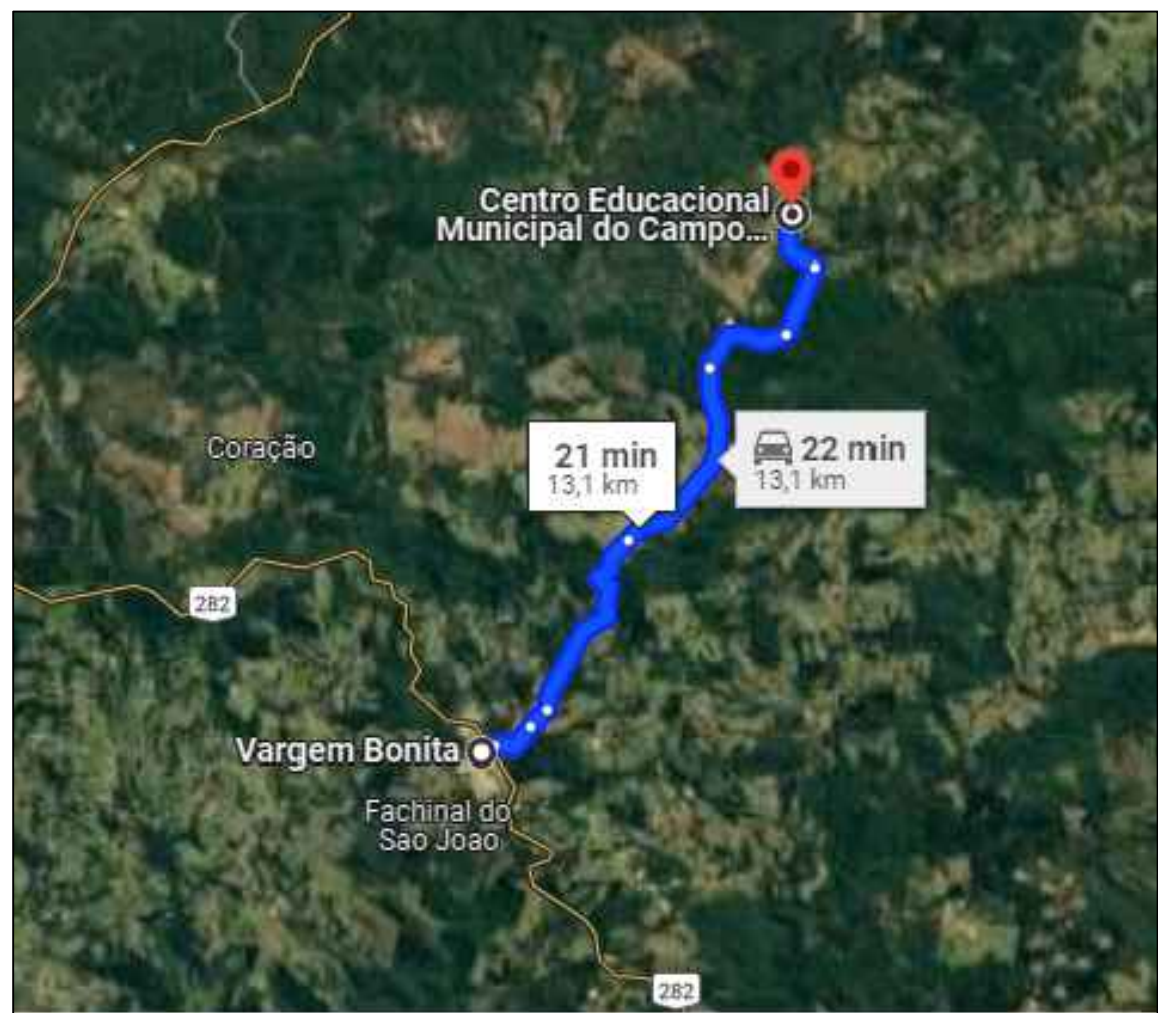 Centro Educacional
Municipal do Campo...
Coração
21 min
13,1 km
22 min
13,1 km
282
Vargem Bonita
Fachinal do
Sao Joao
282